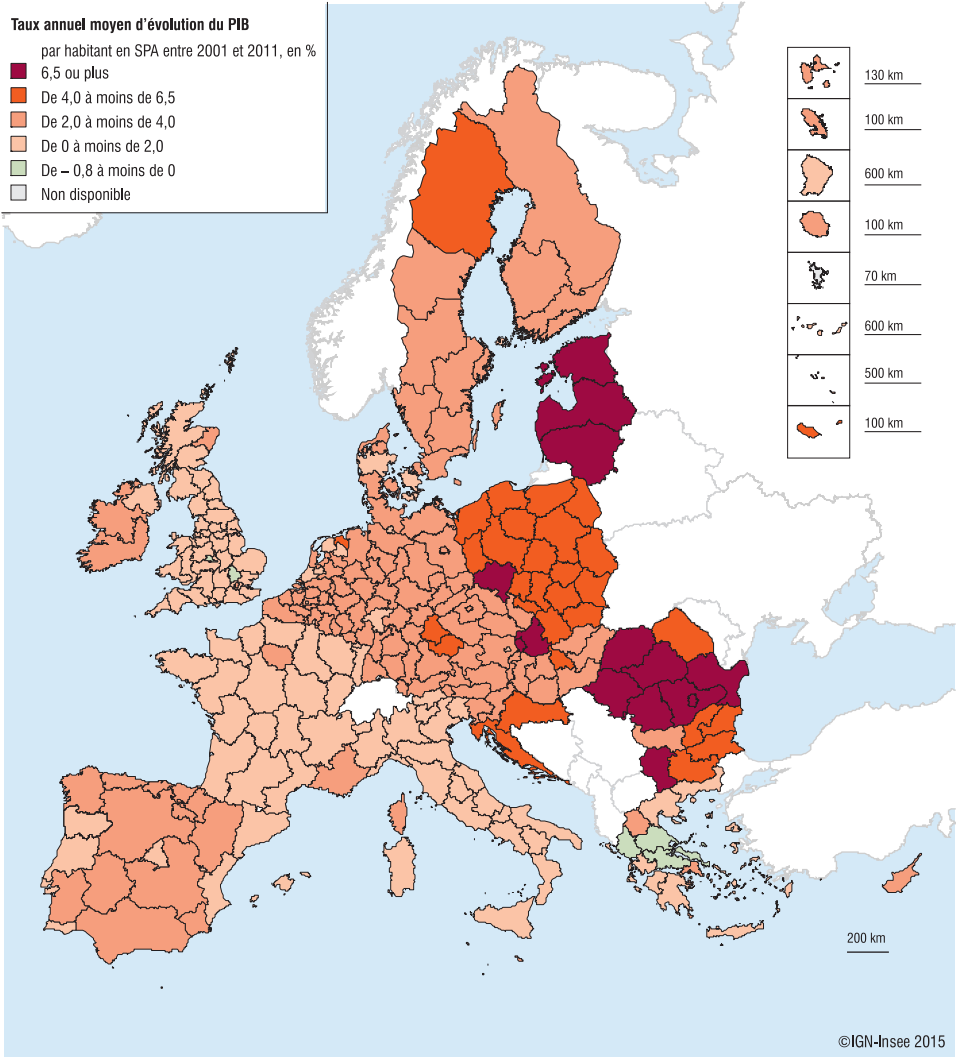 Taux annuel moyen d'évolution du PIB
par habitant en SPA entre 2001 et 2011, en %
6,5 ou plus
De 4,0 à moins de 6,5
De 2,0 à moins de 4,0
De 0 à moins de 2,0
De – 0,8 à moins de 0
Non disponible
130 km
100 km
600 km
100 km
70 km
600 km
500 km
100 km
200 km
©IGN-Insee 2015